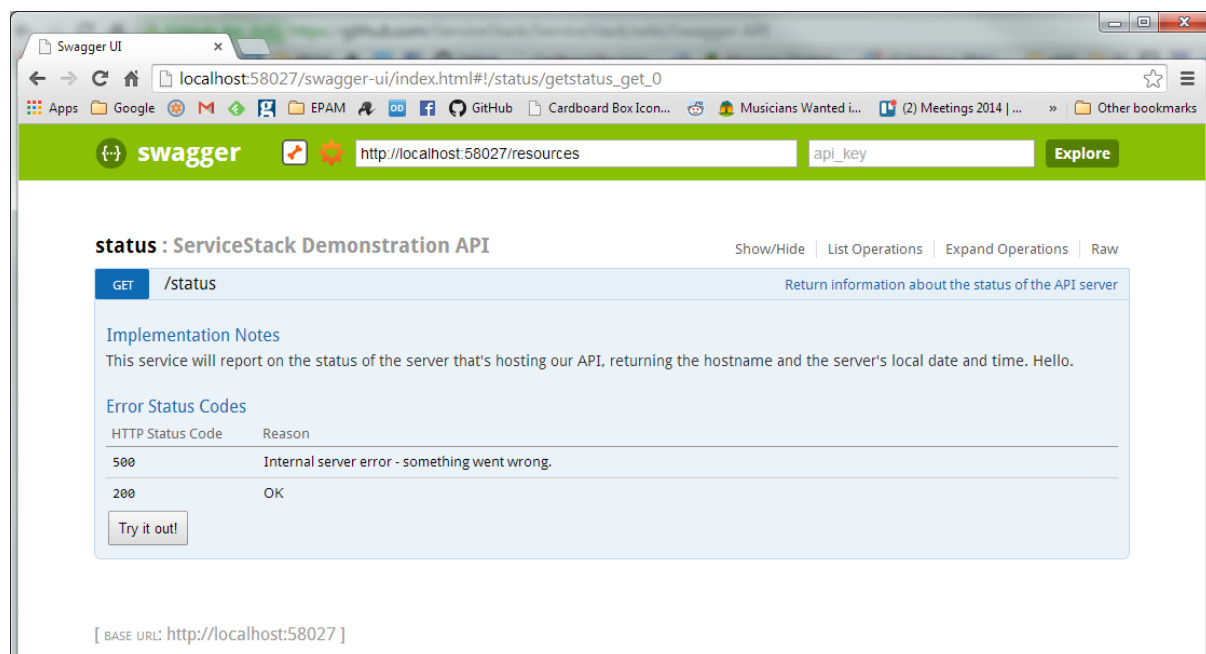 Swagger UI
localhost:58027/swagger-ui/index.html#!/status/getstatus_get_0
Apps Google EPAM GitHub Cardboard Box Icon... Musicians Wanted i... (2) Meetings 2014 | ... » Other bookmarks
{··} swagger http://localhost:58027/resources api_key Explore
status : ServiceStack Demonstration API Show/Hide List Operations Expand Operations Raw
GET /status Return information about the status of the API server
Implementation Notes
This service will report on the status of the server that's hosting our API, returning the hostname and the server's local date and time. Hello.
Error Status Codes
HTTP Status Code Reason
500 Internal server error - something went wrong.
200 OK
Try it out!
[ BASE URL: http://localhost:58027 ]